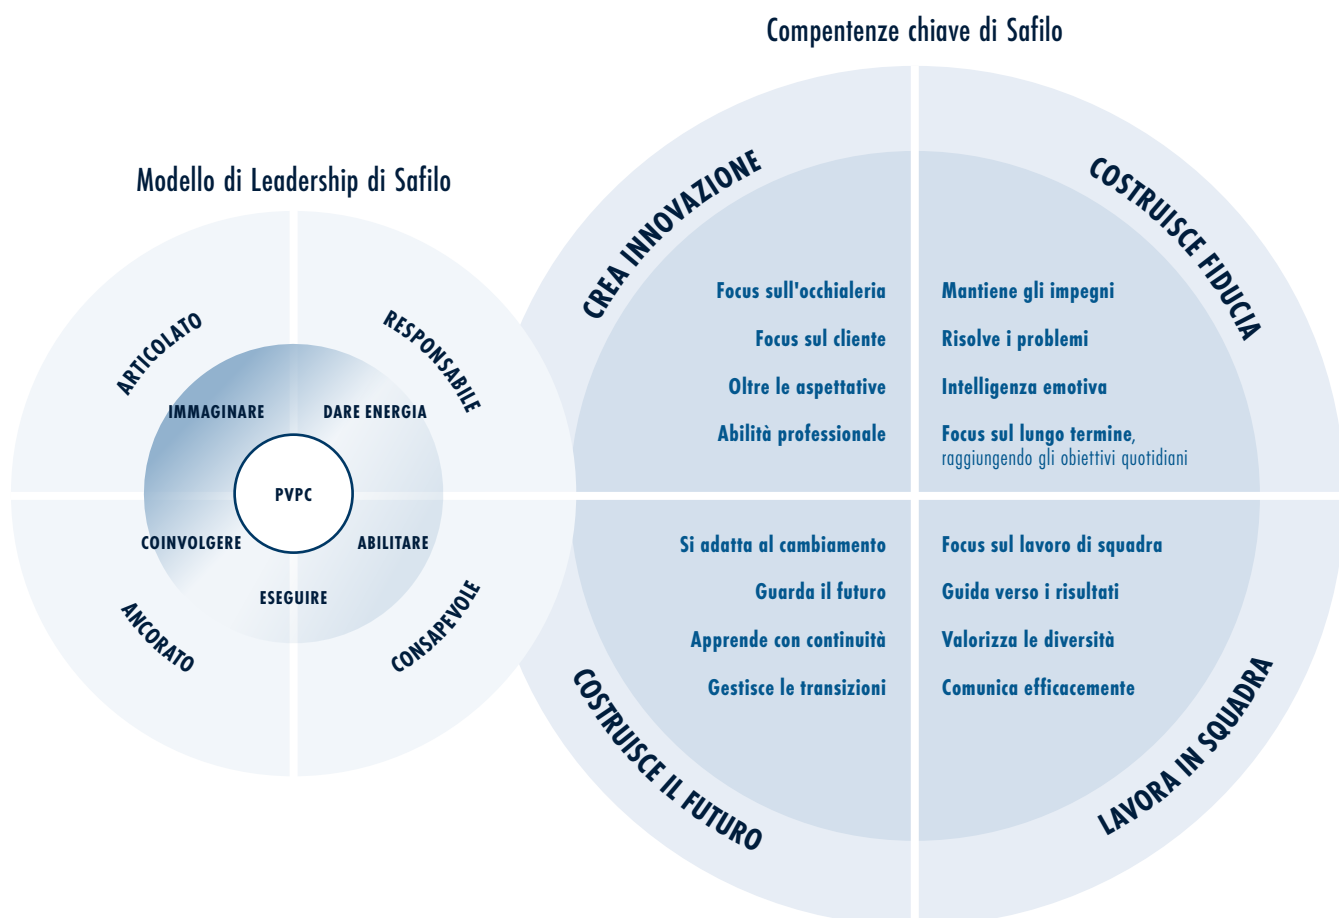 Compentenze chiave di Safilo
Modello di Leadership di Safilo
ARTICOLATO
RESPONSABILE
IMMAGINARE
DARE ENERGIA
PVPC
COINVOLGERE
ABILITARE
ESEGUIRE
ANCORATO
CONSAPEVOLE
CREA INNOVAZIONE
Focus sull'occhialeria
Focus sul cliente
Oltre le aspettative
Abilità professionale
COSTRUISCE FIDUCIA
Mantiene gli impegni
Risolve i problemi
Intelligenza emotiva
Focus sul lungo termine,
raggiungendo gli obiettivi quotidiani
Si adatta al cambiamento
Guarda il futuro
Apprende con continuità
Gestisce le transizioni
COSTRUISCE IL FUTURO
Focus sul lavoro di squadra
Guida verso i risultati
Valorizza le diversità
Comunica efficacemente
LAVORA IN SQUADRA